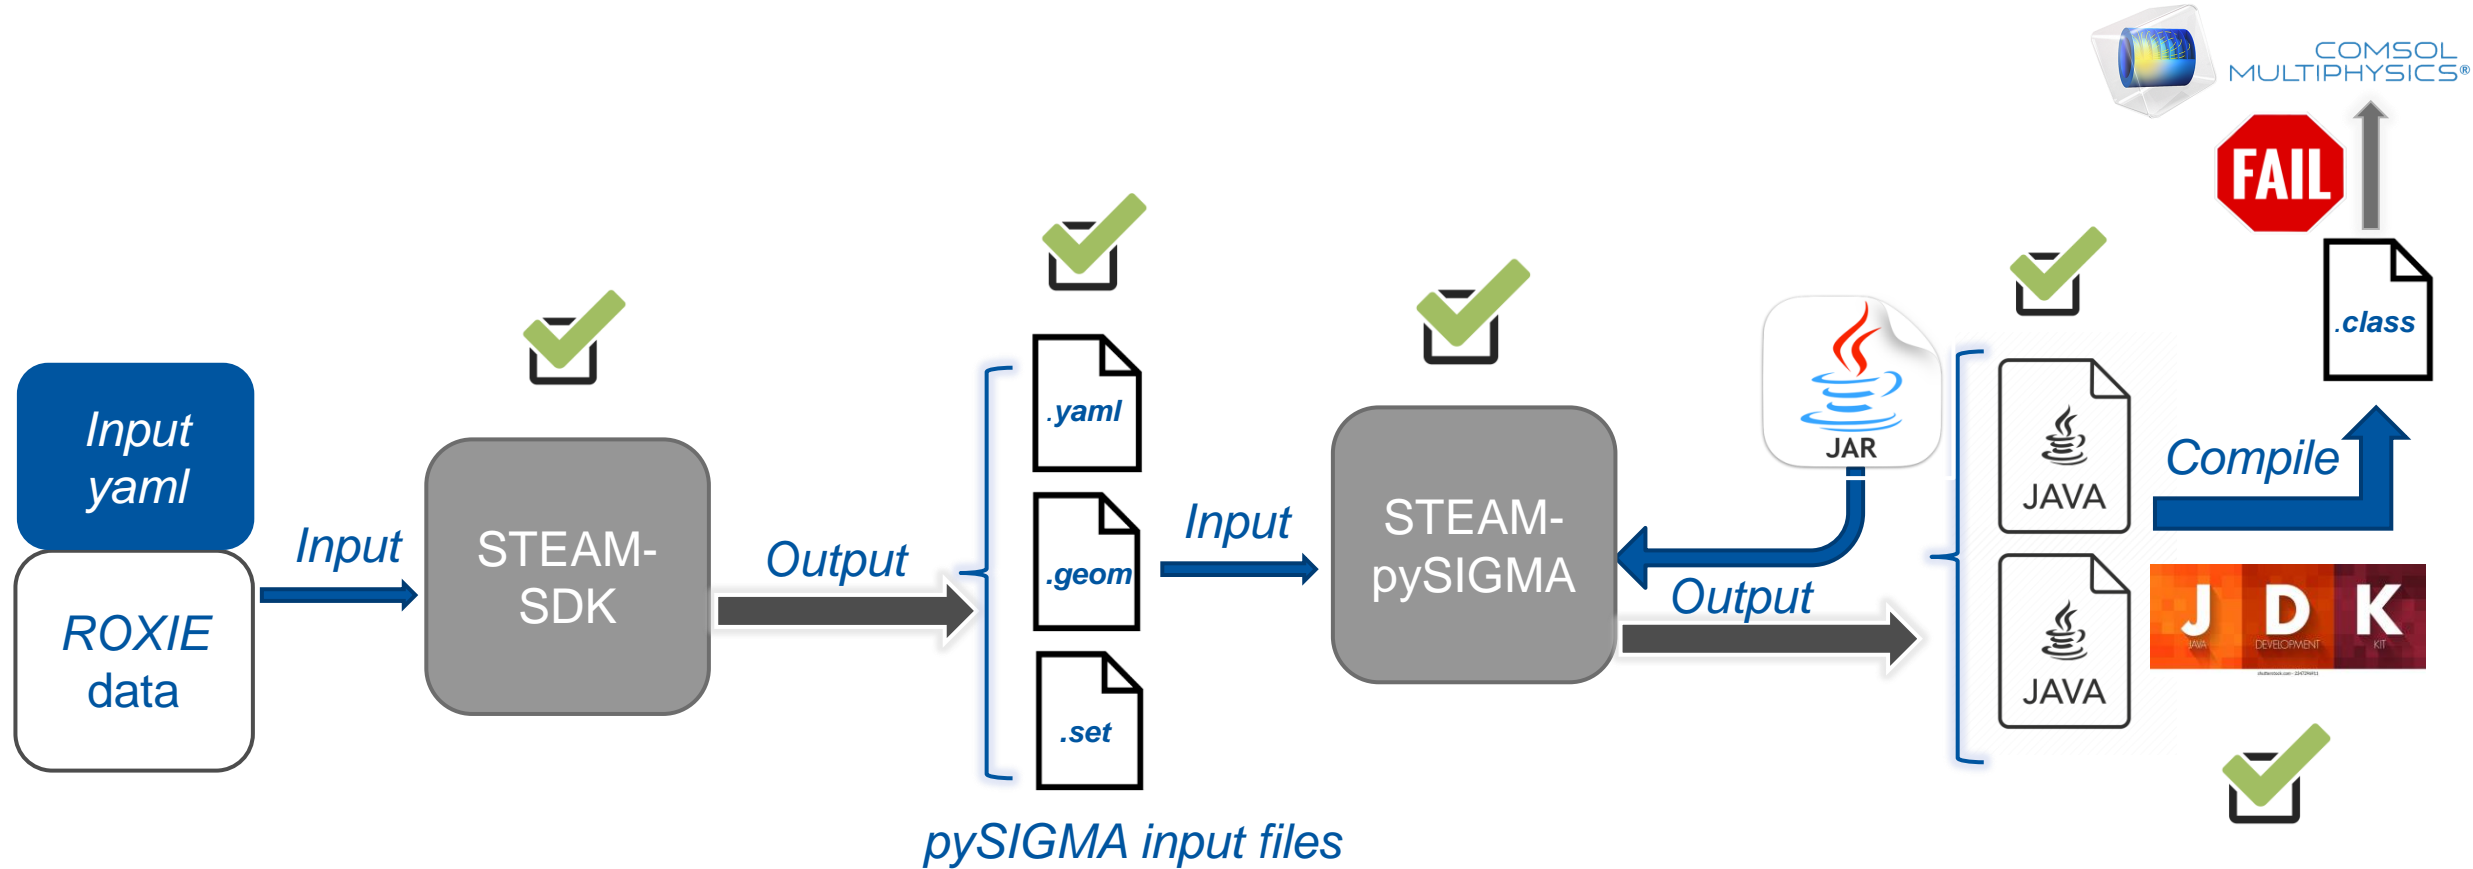 COMSOL
MULTIPHYSICS®
FAIL
.class
Input
yaml
ROXIE
data
Input
STEAM-
SDK
Output
.yaml
.geom
.set
pySIGMA input files
Input
STEAM-
pySIGMA
JAR
Output
JAVA
JAVA
Compile
J D K
JAVA DEVELOPMENT KIT